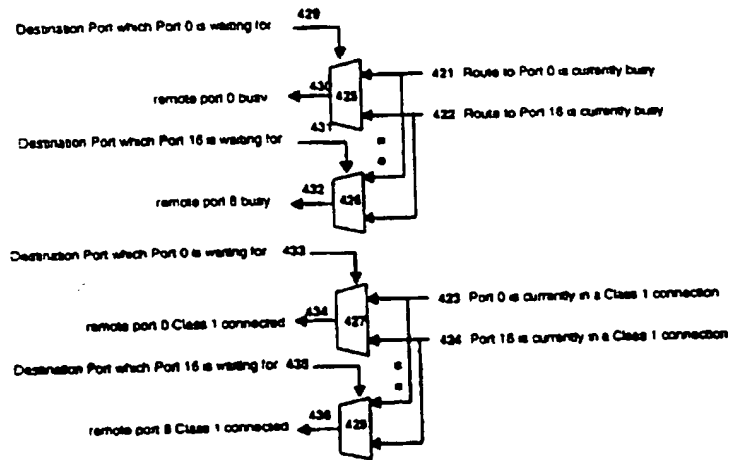 429
Destination Port which Port 0 is waiting for
421 Route to Port 0 is currently busy
430
425
remote port 0 busy
422 Route to Port 16 is currently busy
431
Destination Port which Port 16 is waiting for
432
426
remote port 8 busy
Destination Port which Port 0 is waiting for 433
423 Port 0 is currently in a Class 1 connection
434
427
remote port 0 Class 1 connected
424 Port 16 is currently in a Class 1 connection
Destination Port which Port 16 is waiting for 435
436
428
remote port 8 Class 1 connected